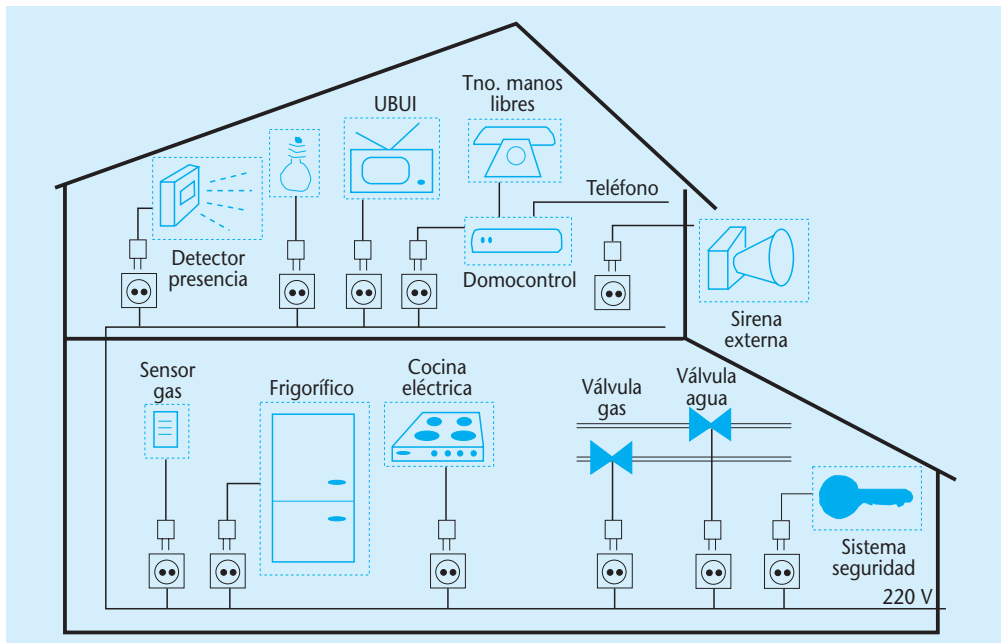 Tno. manos
libres
UBUI
Teléfono
Detector
presencia
Domocontrol
Sirena
externa
Sensor
gas
Frigorífico
Cocina
eléctrica
Válvula
gas
Válvula
agua
Sistema
seguridad
220 V